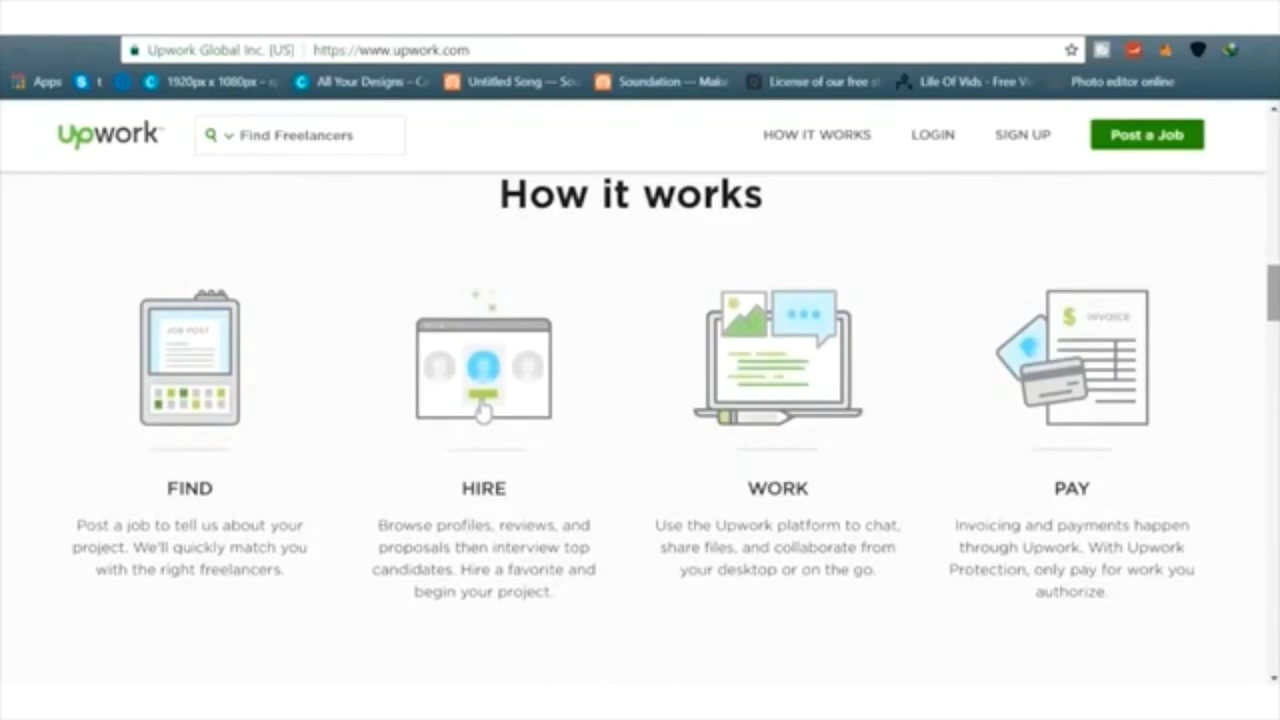 Upwork Global Inc. [US] https://www.upwork.com
Apps t 1920px x 1080px – All Your Designs – C Untitled Song — So Soundation — Make License of our free s Life Of Vids - Free V Photo editor online
Upwork Find Freelancers HOW IT WORKS LOGIN SIGN UP Post a Job
How it works
JOB POST
$ INVOICE
FIND
Post a job to tell us about your
project. We'll quickly match you
with the right freelancers.
HIRE
Browse profiles, reviews, and
proposals then interview top
candidates. Hire a favorite and
begin your project.
WORK
Use the Upwork platform to chat,
share files, and collaborate from
your desktop or on the go.
PAY
Invoicing and payments happen
through Upwork. With Upwork
Protection, only pay for work you
authorize.